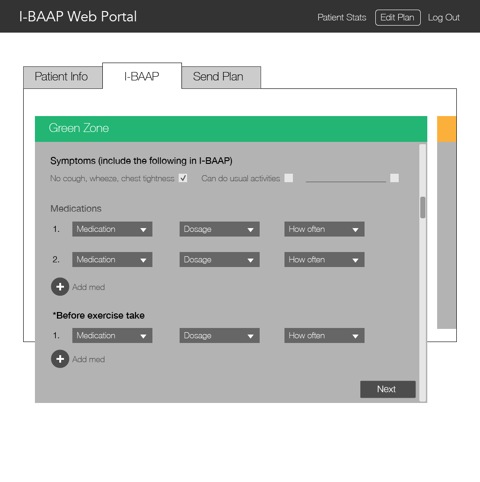 I-BAAP Web Portal
Patient Stats Edit Plan Log Out
Patient Info I-BAAP Send Plan
Green Zone
Symptoms (include the following in I-BAAP)
No cough, wheeze, chest tightness Can do usual activities
Medications
1. Medication Dosage How often
2. Medication Dosage How often
Add med
*Before exercise take
1. Medication Dosage How often
Add med
Next